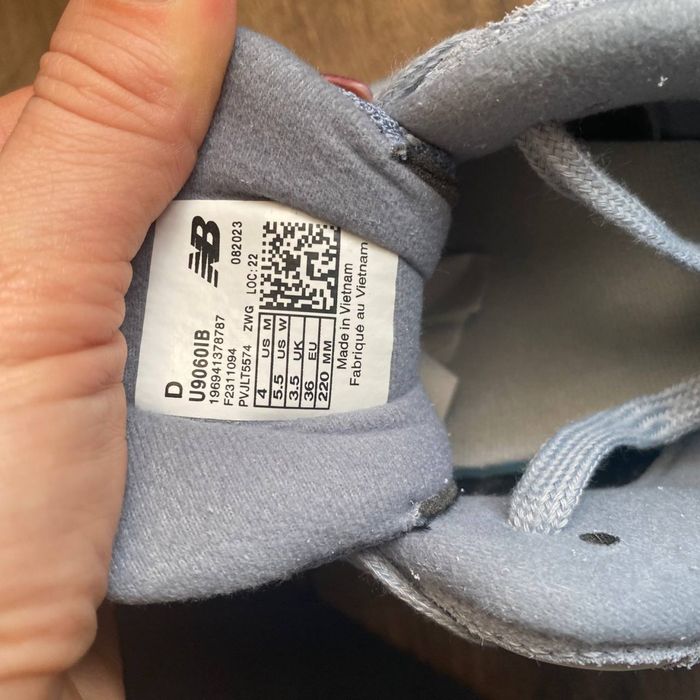 NB
082023
D
U9060IB
196941378787
F2311094
PVJLT5574 ZWG LOC: 22
4 US M
5.5 US W
3.5 UK
36 EU
220 MM
Made in Vietnam
Fabriqué au Vietnam